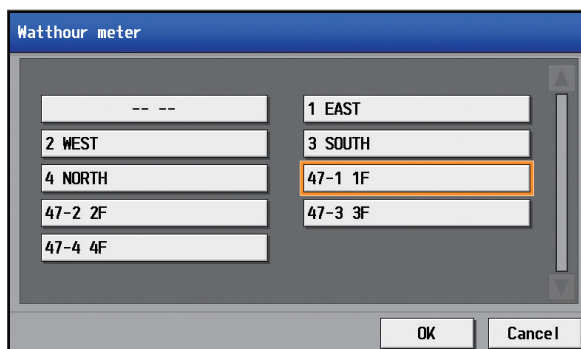 Watthour meter
-- --
1 EAST
2 WEST
3 SOUTH
4 NORTH
47-1 1F
47-2 2F
47-3 3F
47-4 4F
OK
Cancel